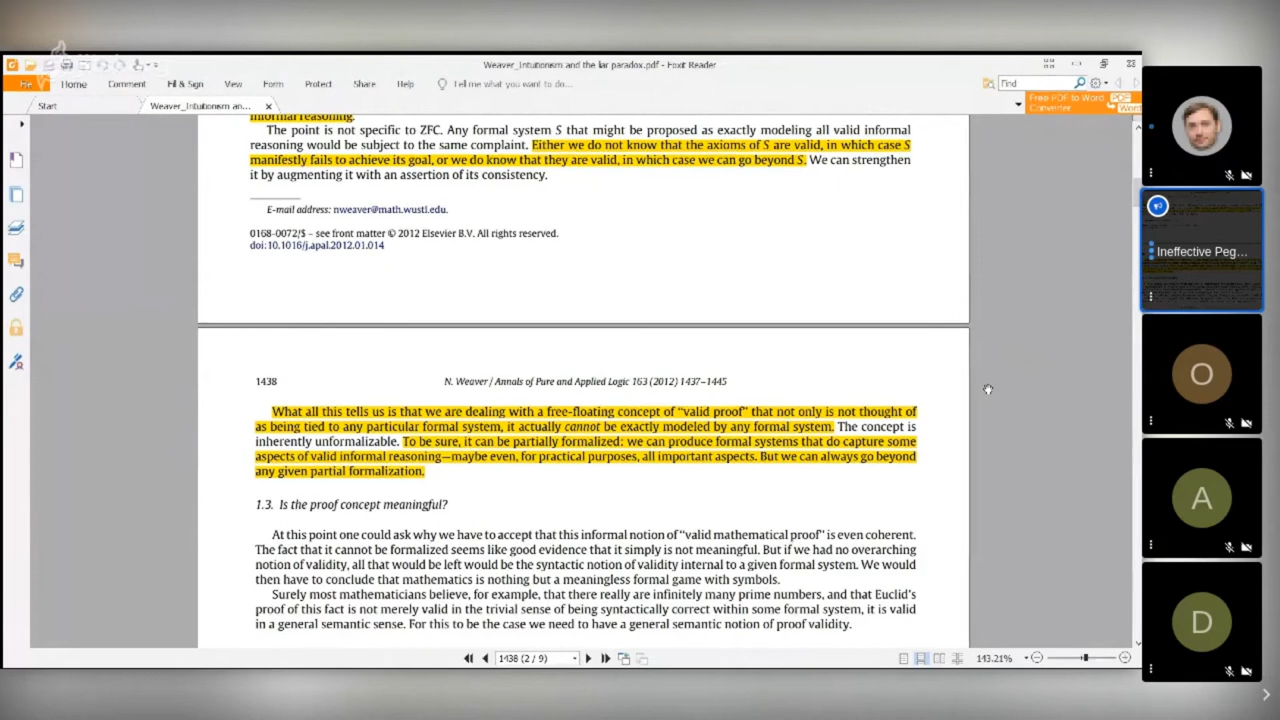 Weaver_Intuitionism and the liar paradox.pdf - Foxit Reader
File
Home
Comment
Fill & Sign
View
Form
Protect
Share
Help
Tell me what you want to do...
Find
Start
Weaver_Intuitionism an...
Free PDF to Word
Converter
PDF
Word
informal reasoning.
The point is not specific to ZFC. Any formal system S that might be proposed as exactly modeling all valid informal
reasoning would be subject to the same complaint. Either we do not know that the axioms of S are valid, in which case S
manifestly fails to achieve its goal, or we do know that they are valid, in which case we can go beyond S. We can strengthen
it by augmenting it with an assertion of its consistency.
E-mail address: nweaver@math.wustl.edu.
0168-0072/$ – see front matter © 2012 Elsevier B.V. All rights reserved.
doi:10.1016/j.apal.2012.01.014
1438
N. Weaver / Annals of Pure and Applied Logic 163 (2012) 1437–1445
What all this tells us is that we are dealing with a free-floating concept of “valid proof” that not only is not thought of
as being tied to any particular formal system, it actually cannot be exactly modeled by any formal system. The concept is
inherently unformalizable. To be sure, it can be partially formalized: we can produce formal systems that do capture some
aspects of valid informal reasoning—maybe even, for practical purposes, all important aspects. But we can always go beyond
any given partial formalization.
1.3. Is the proof concept meaningful?
At this point one could ask why we have to accept that this informal notion of “valid mathematical proof” is even coherent.
The fact that it cannot be formalized seems like good evidence that it simply is not meaningful. But if we had no overarching
notion of validity, all that would be left would be the syntactic notion of validity internal to a given formal system. We would
then have to conclude that mathematics is nothing but a meaningless formal game with symbols.
Surely most mathematicians believe, for example, that there really are infinitely many prime numbers, and that Euclid’s
proof of this fact is not merely valid in the trivial sense of being syntactically correct within some formal system, it is valid
in a general semantic sense. For this to be the case we need to have a general semantic notion of proof validity.
1438 (2 / 9)
143.21%
Ineffective Peg...
O
A
D